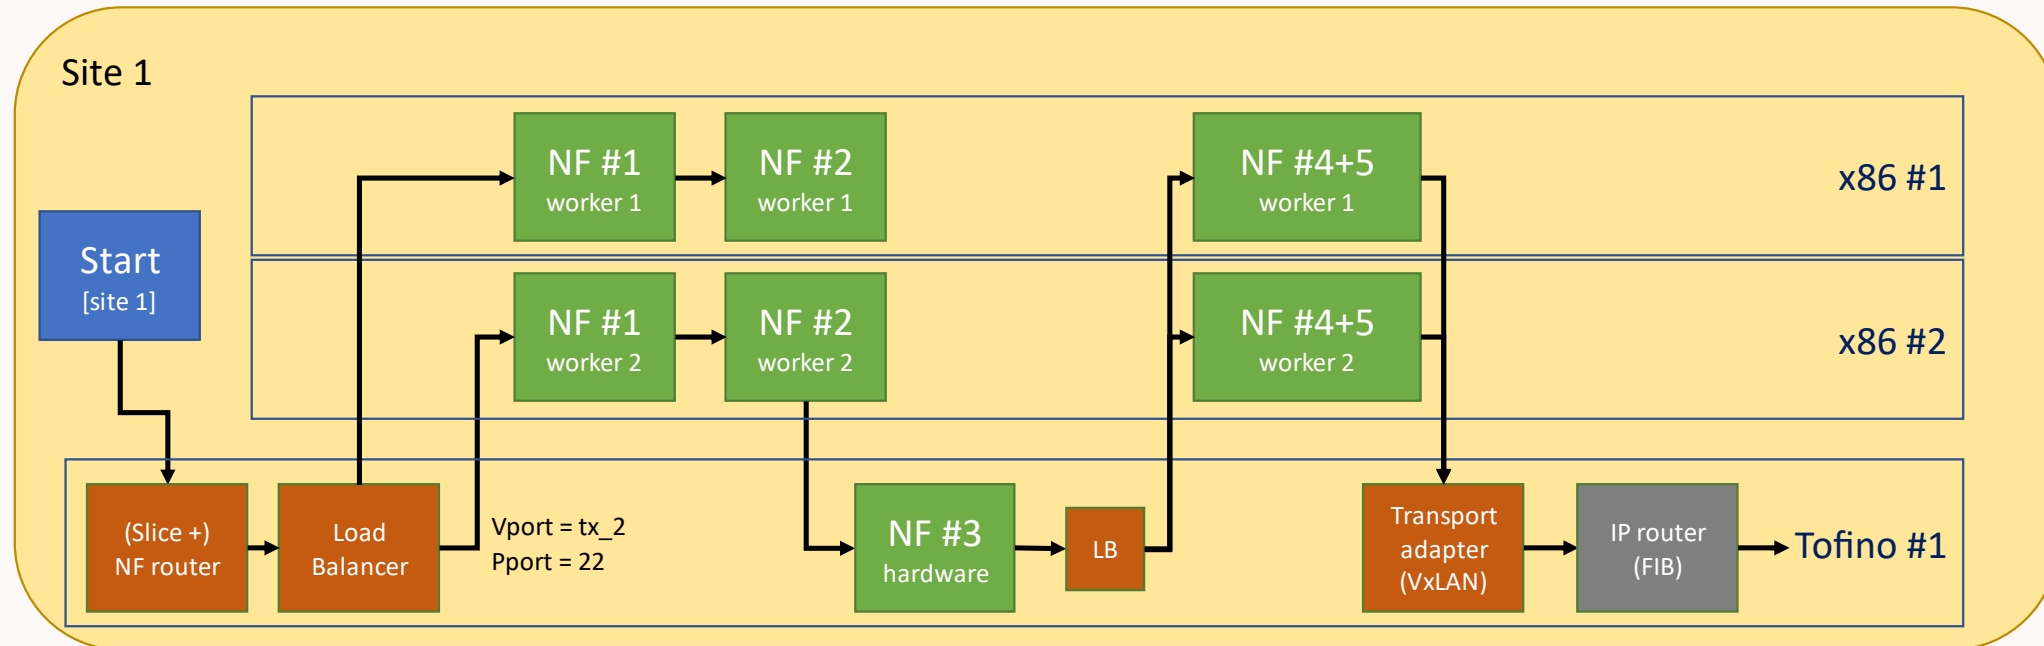 Site 1
NF #1
worker 1
NF #2
worker 1
NF #4+5
worker 1
x86 #1
Start
[site 1]
NF #1
worker 2
NF #2
worker 2
NF #4+5
worker 2
x86 #2
(Slice +)
NF router
Load
Balancer
Vport = tx_2
Pport = 22
NF #3
hardware
LB
Transport
adapter
(VxLAN)
IP router
(FIB)
Tofino #1